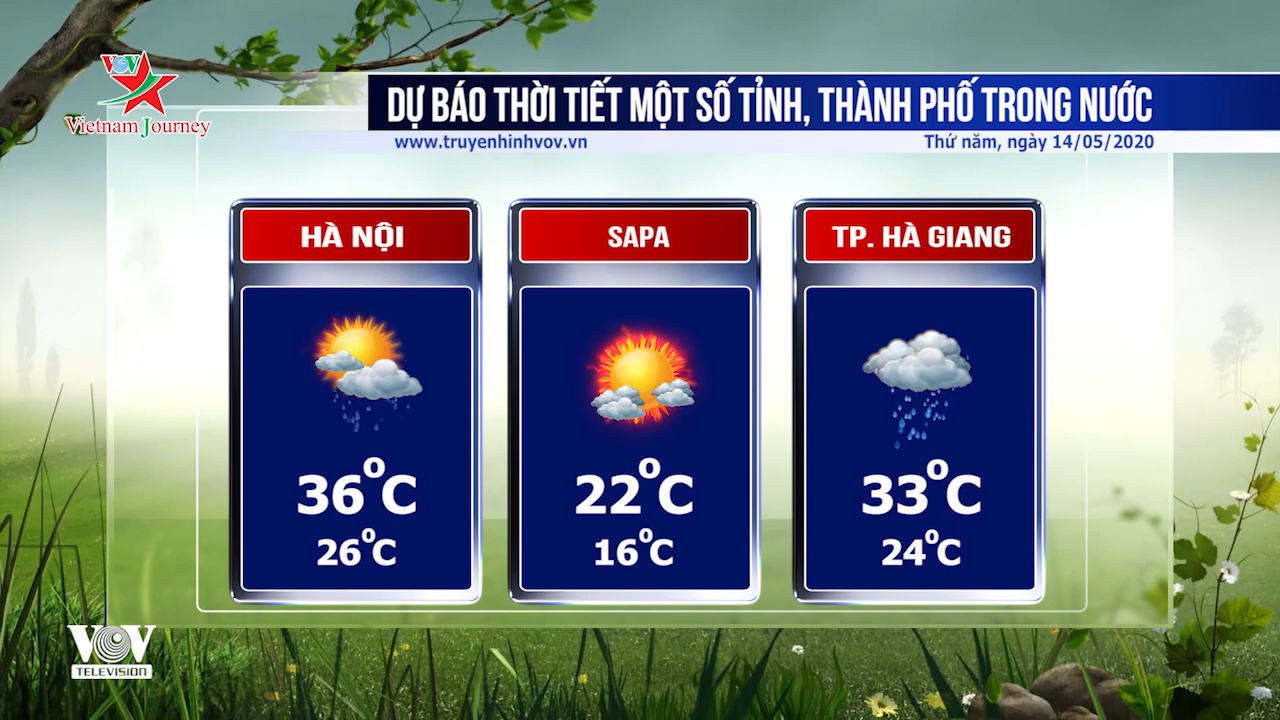 VOV
Vietnam Journey
DỰ BÁO THỜI TIẾT MỘT SỐ TỈNH, THÀNH PHỐ TRONG NƯỚC
www.truyenhinhvov.vn
Thứ năm, ngày 14/05/2020
HÀ NỘI
36°C
26°C
SAPA
22°C
16°C
TP. HÀ GIANG
33°C
24°C
VOV
TELEVISION